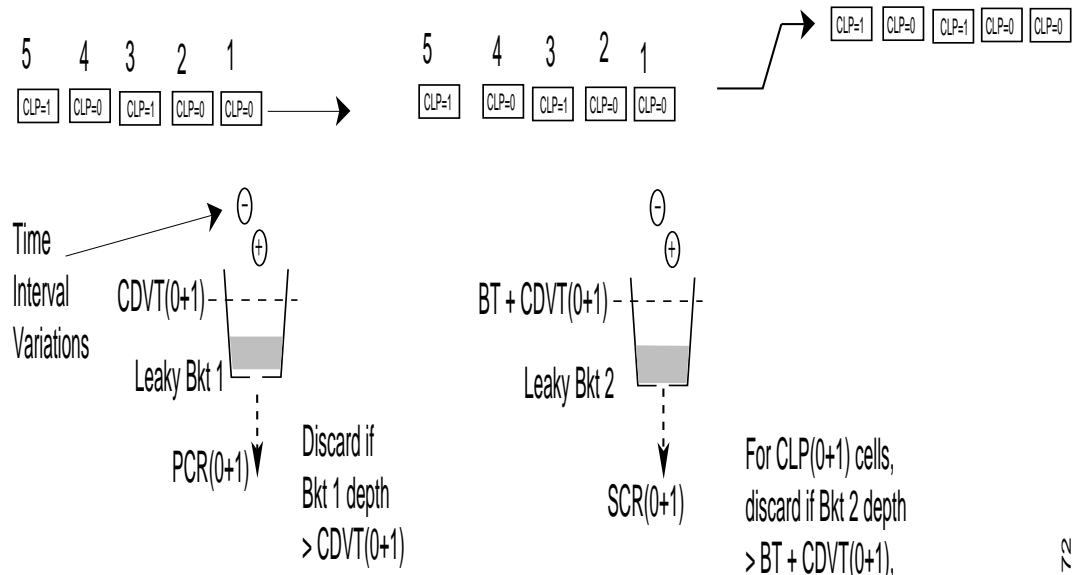 CLP=1 CLP=0 CLP=1 CLP=0 CLP=0
5 4 3 2 1
CLP=1 CLP=0 CLP=1 CLP=0 CLP=0
5 4 3 2 1
CLP=1 CLP=0 CLP=1 CLP=0 CLP=0
-
+
Time
Interval
Variations
CDVT(0+1)
Leaky Bkt 1
PCR(0+1)
Discard if
Bkt 1 depth
> CDVT(0+1)
-
+
BT + CDVT(0+1)
Leaky Bkt 2
SCR(0+1)
For CLP(0+1) cells,
discard if Bkt 2 depth
> BT + CDVT(0+1),
72